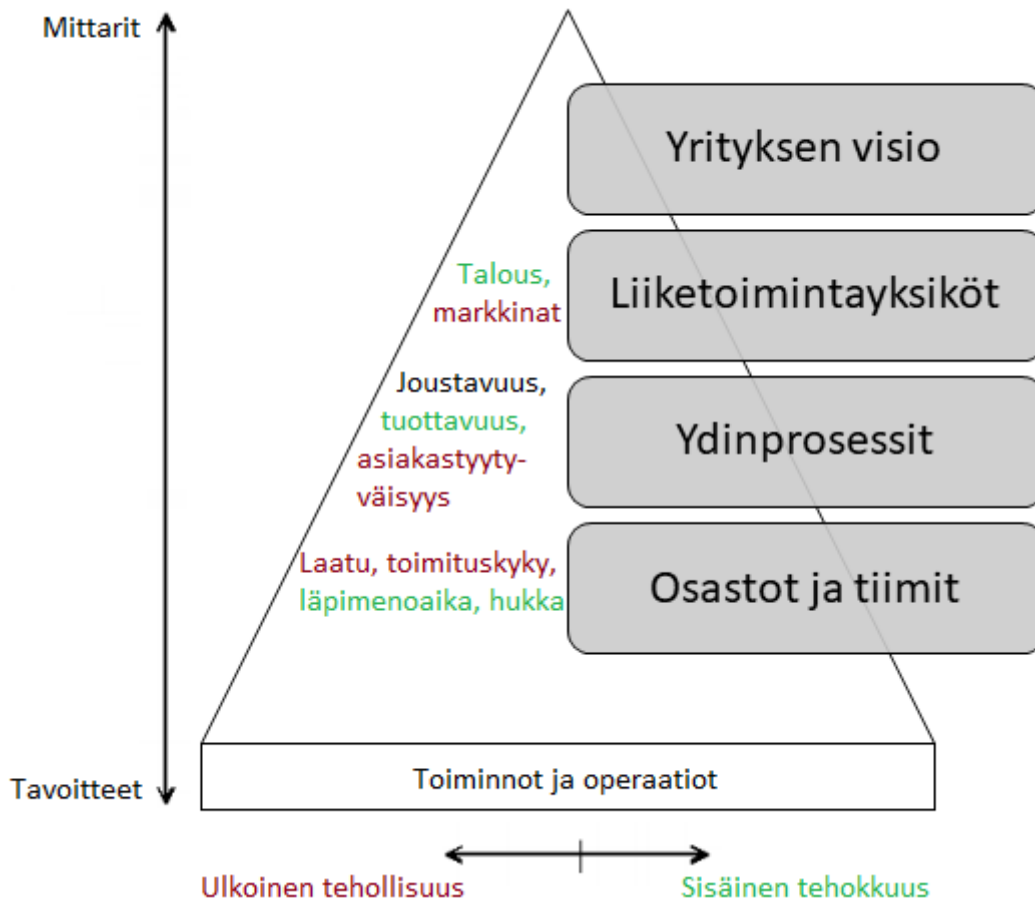 Mittarit
Yrityksen visio
Talous,
markkinat
Liiketoimintayksiköt
Joustavuus,
tuottavuus,
asiakastyyty-
väisyys
Ydinprosessit
Laatu, toimituskyky,
läpimenoaika, hukka
Osastot ja tiimit
Tavoitteet
Toiminnot ja operaatiot
Ulkoinen tehollisuus
Sisäinen tehokkuus